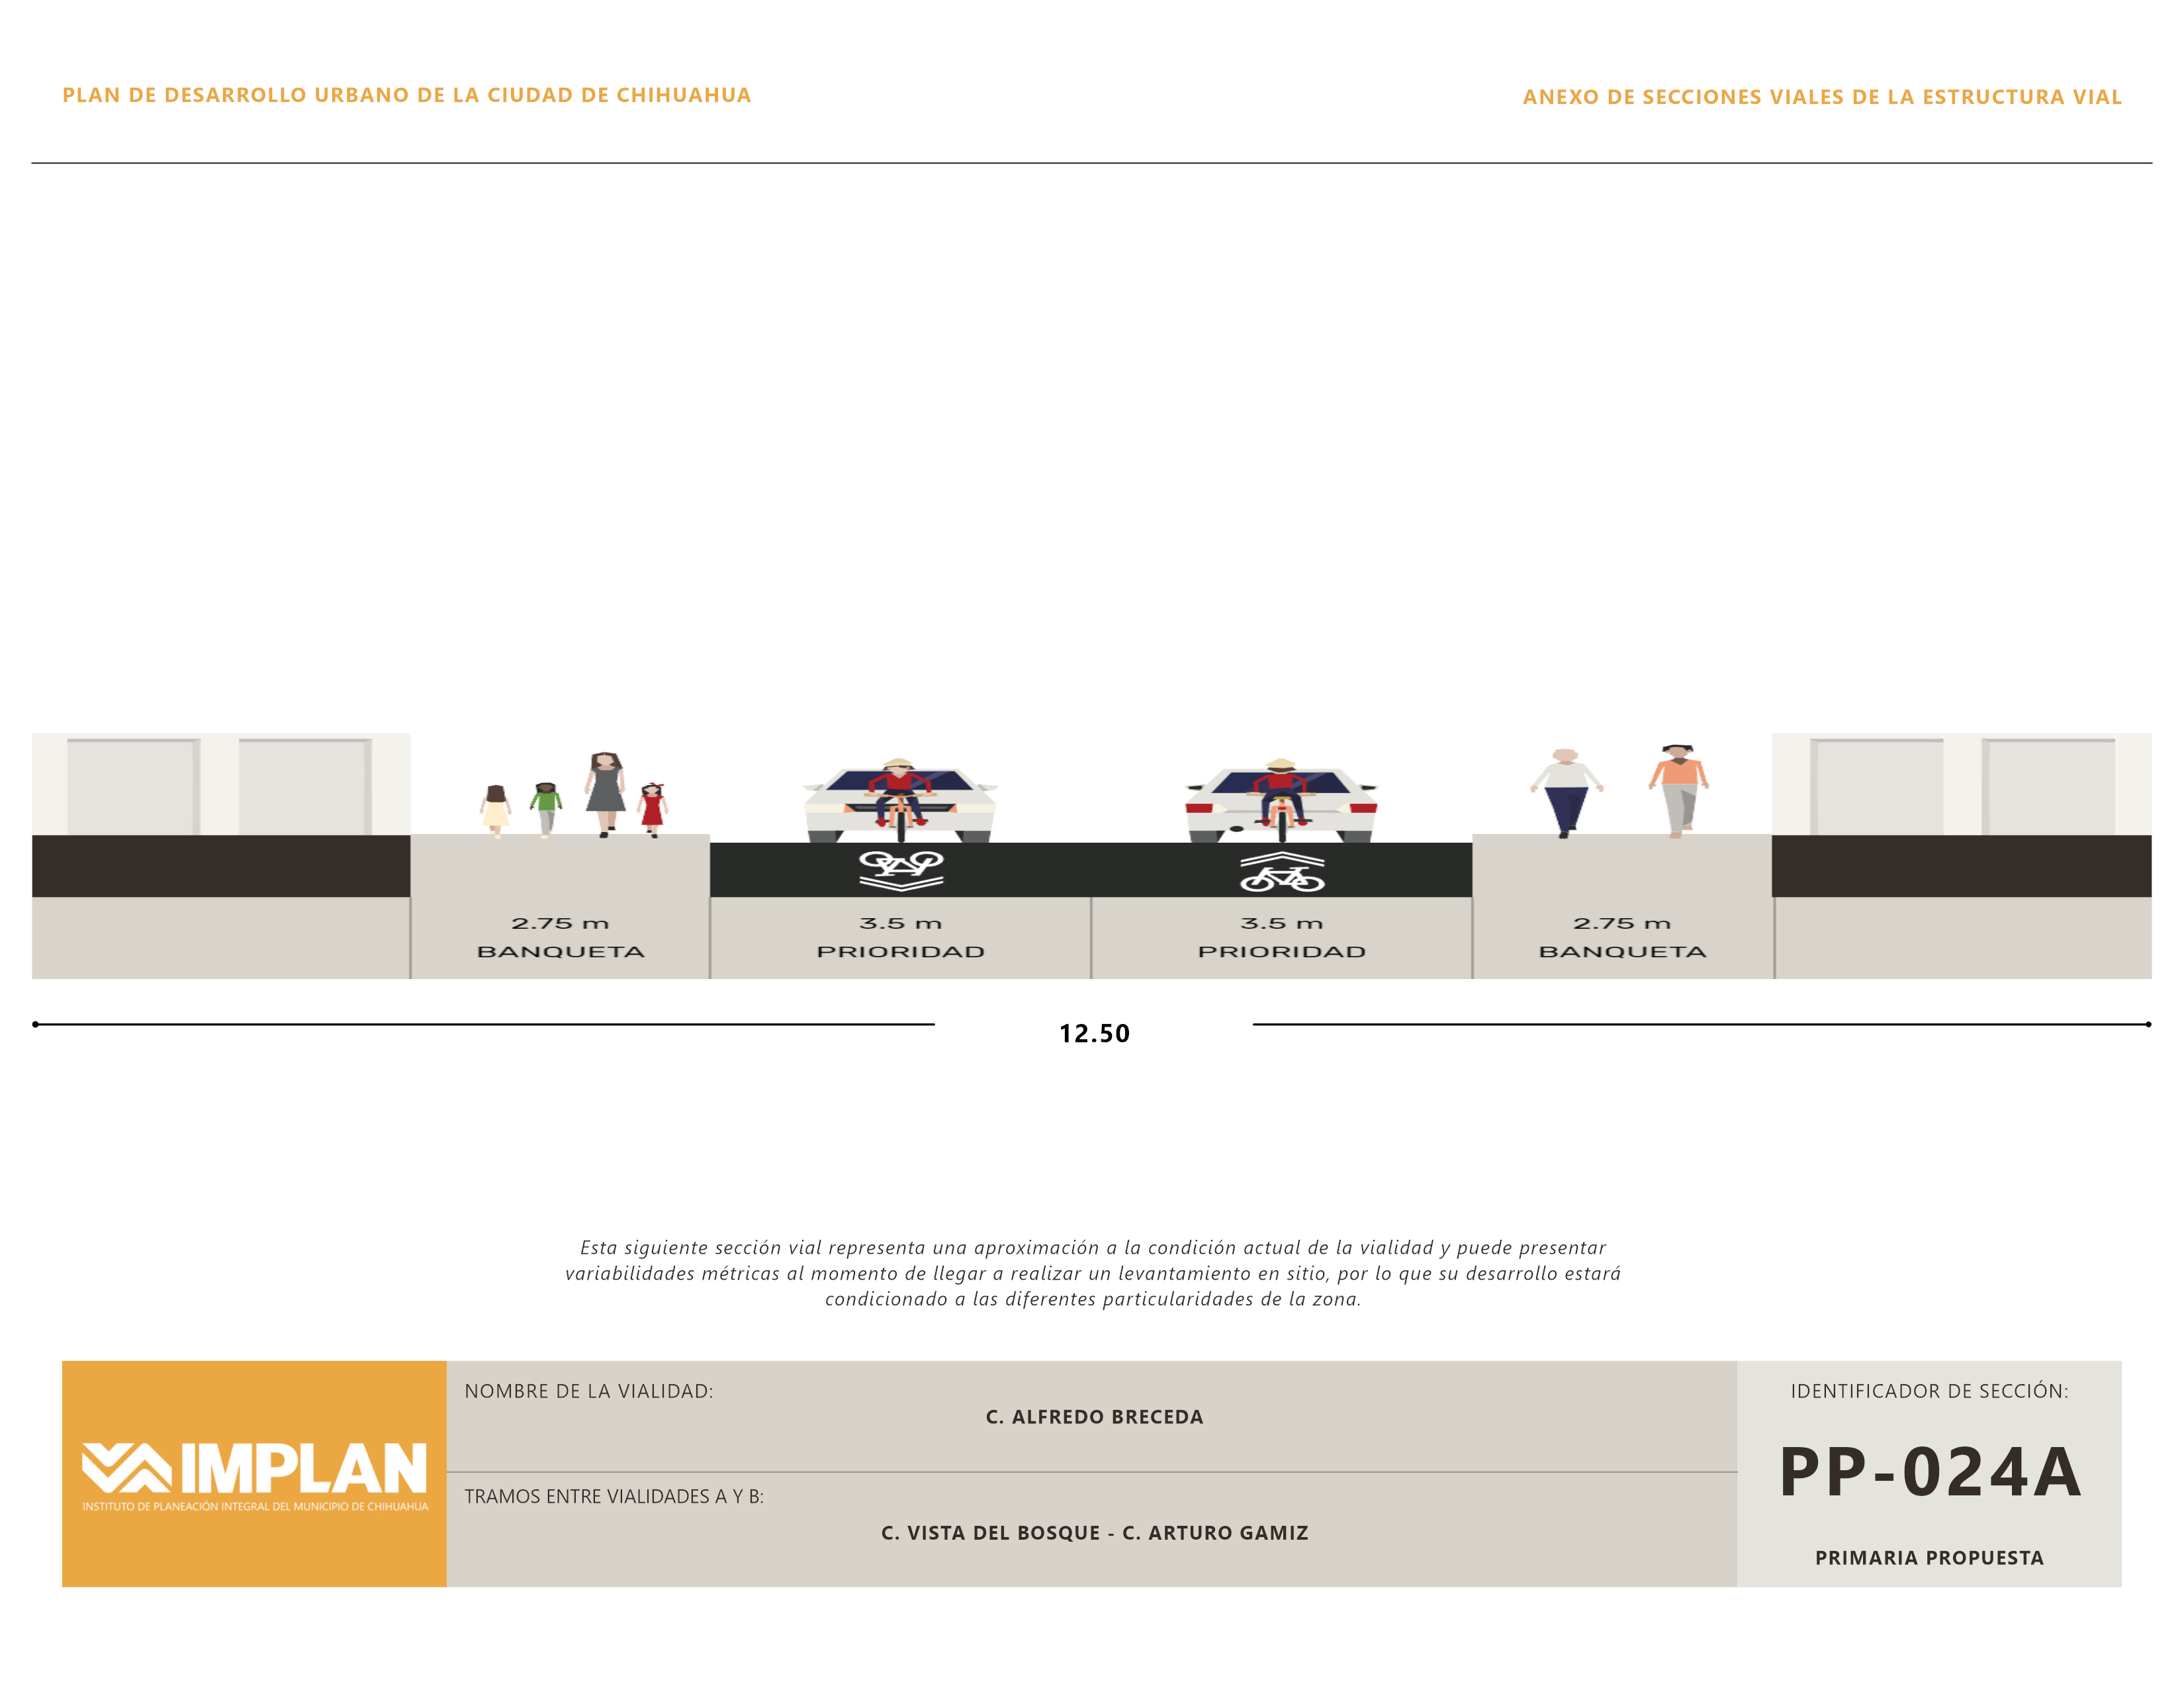 PLAN DE DESARROLLO URBANO DE LA CIUDAD DE CHIHUAHUA
ANEXO DE SECCIONES VIALES DE LA ESTRUCTURA VIAL
2.75 m
BANQUETA
3.5 m
PRIORIDAD
3.5 m
PRIORIDAD
2.75 m
BANQUETA
12.50
Esta siguiente sección vial representa una aproximación a la condición actual de la vialidad y puede presentar
variabilidades métricas al momento de llegar a realizar un levantamiento en sitio, por lo que su desarrollo estará
condicionado a las diferentes particularidades de la zona.
IMPLAN
INSTITUTO DE PLANEACIÓN INTEGRAL DEL MUNICIPIO DE CHIHUAHUA
NOMBRE DE LA VIALIDAD:
C. ALFREDO BRECEDA
TRAMOS ENTRE VIALIDADES A Y B:
C. VISTA DEL BOSQUE - C. ARTURO GAMIZ
IDENTIFICADOR DE SECCIÓN:
PP-024A
PRIMARIA PROPUESTA